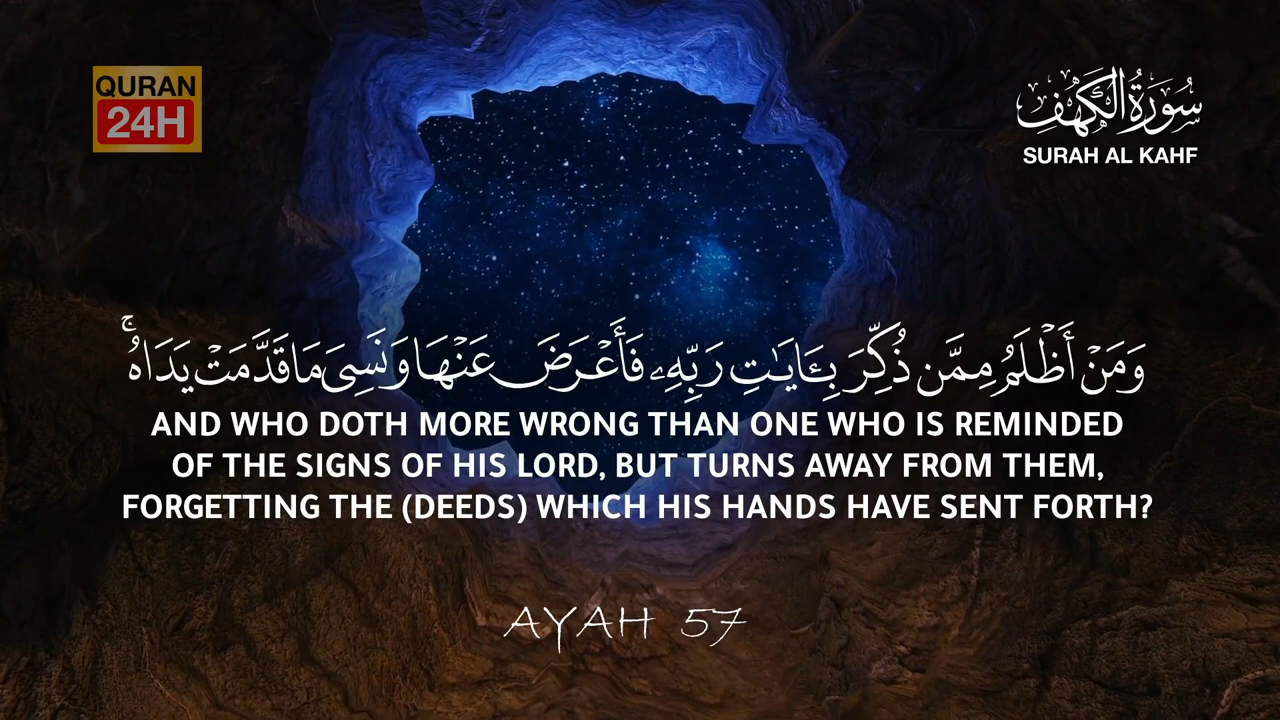 QURAN
24H
سُورَةُ الْكَهْفِ
SURAH AL KAHF
وَمَنْ أَظْلَمُ مِمَّن ذُكِّرَ بِـَٔايَـٰتِ رَبِّهِۦ فَأَعْرَضَ عَنْهَا وَنَسِىَ مَا قَدَّمَتْ يَدَاهُ ۚ
AND WHO DOTH MORE WRONG THAN ONE WHO IS REMINDED
OF THE SIGNS OF HIS LORD, BUT TURNS AWAY FROM THEM,
FORGETTING THE (DEEDS) WHICH HIS HANDS HAVE SENT FORTH?
AYAH 57